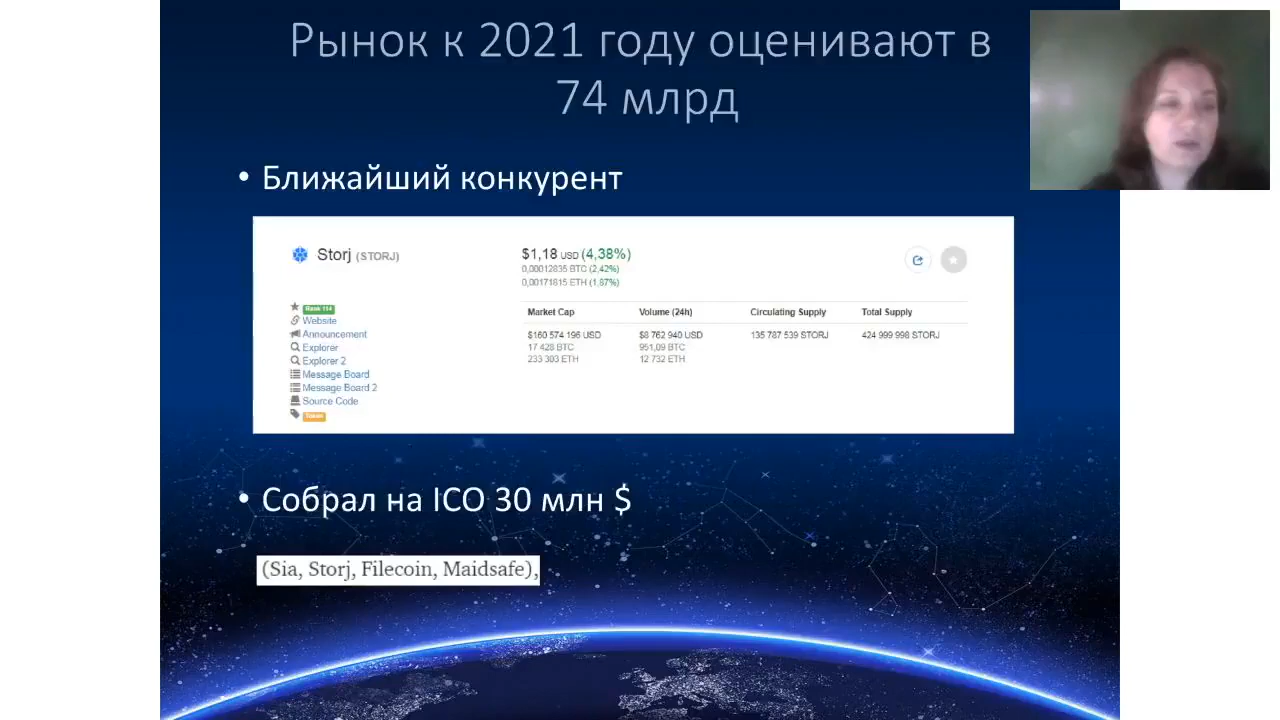 Рынок к 2021 году оценивают в
74 млрд
• Ближайший конкурент
Storj (STORJ)
$1,18 USD (4,38%)
0,00012835 BTC (2,42%)
0,00171815 ETH (1,87%)
Rank 114
Website
Announcement
Explorer
Explorer 2
Message Board
Message Board 2
Source Code
Token
Market Cap Volume (24h) Circulating Supply Total Supply
$160 574 196 USD $8 762 940 USD 135 787 539 STORJ 424 999 998 STORJ
17 428 BTC 951,09 BTC
233 303 ETH 12 732 ETH
• Собрал на ICO 30 млн $
(Sia, Storj, Filecoin, Maidsafe),